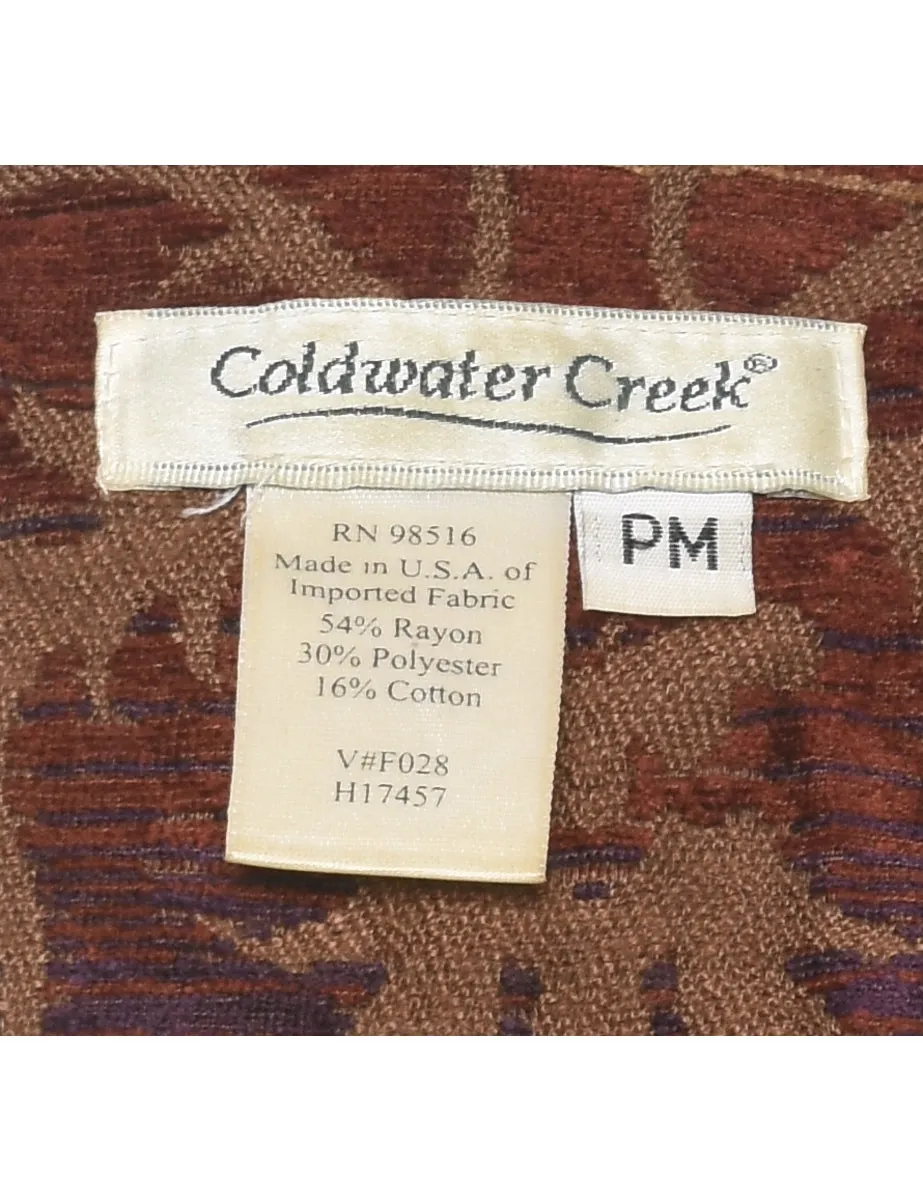 Coldwater Creek®
PM
RN 98516
Made in U.S.A. of
Imported Fabric
54% Rayon
30% Polyester
16% Cotton
V#F028
H17457